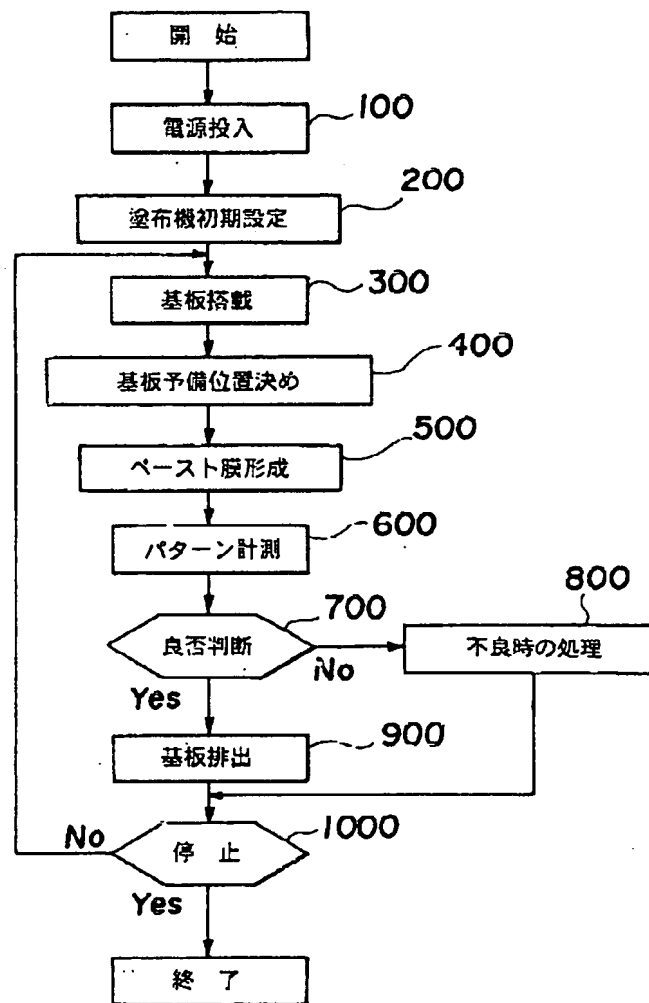 開 始
100
電源投入
200
塗布機初期設定
300
基板搭載
400
基板予備位置決め
500
ペースト膜形成
600
パターン計測
700
良否判断
No
Yes
800
不良時の処理
900
基板排出
1000
停 止
No
Yes
終 了